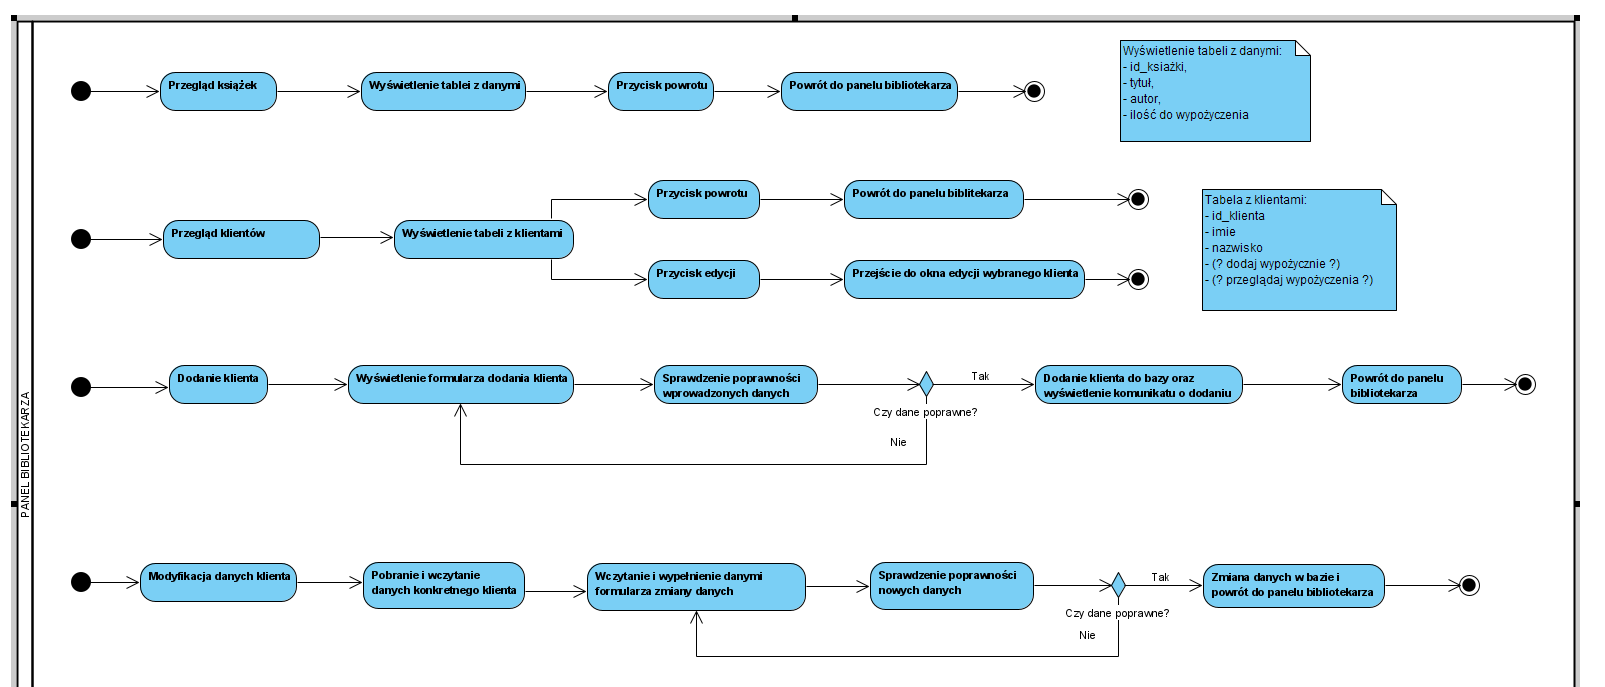 PANEL BIBLIOTEKARZA
Przegląd książek
Wyświetlenie tablei z danymi
Przycisk powrotu
Powrót do panelu bibliotekarza
Wyświetlenie tabeli z danymi:
- id_ksiażki,
- tytuł,
- autor,
- ilość do wypożyczenia
Przegląd klientów
Wyświetlenie tabeli z klientami
Przycisk powrotu
Powrót do panelu biblitekarza
Przycisk edycji
Przejście do okna edycji wybranego klienta
Tabela z klientami:
- id_klienta
- imie
- nazwisko
- (? dodaj wypożycznie ?)
- (? przeglądaj wypożyczenia ?)
Dodanie klienta
Wyświetlenie formularza dodania klienta
Sprawdzenie poprawności
wprowadzonych danych
Czy dane poprawne?
Tak
Nie
Dodanie klienta do bazy oraz
wyświetlenie komunikatu o dodaniu
Powrót do panelu
bibliotekarza
Modyfikacja danych klienta
Pobranie i wczytanie
danych konkretnego klienta
Wczytanie i wypełnienie danymi
formularza zmiany danych
Sprawdzenie poprawności
nowych danych
Czy dane poprawne?
Tak
Nie
Zmiana danych w bazie i
powrót do panelu bibliotekarza